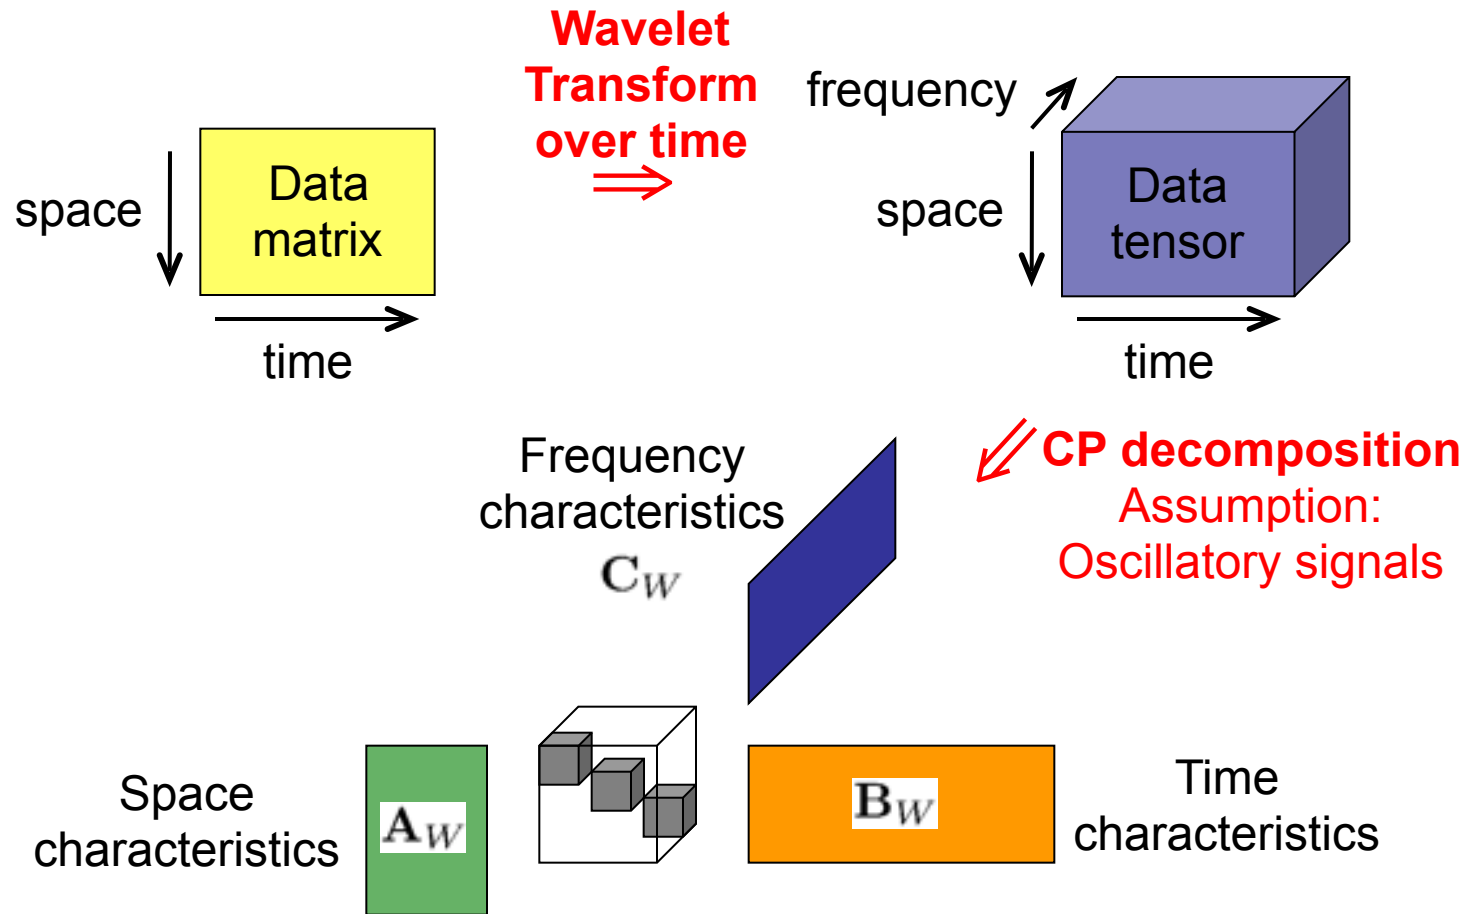 Wavelet
Transform
over time
frequency
space
Data
matrix
time
space
Data
tensor
time
CP decomposition
Assumption:
Oscillatory signals
Frequency
characteristics
C_W
Space
characteristics
A_W
B_W
Time
characteristics